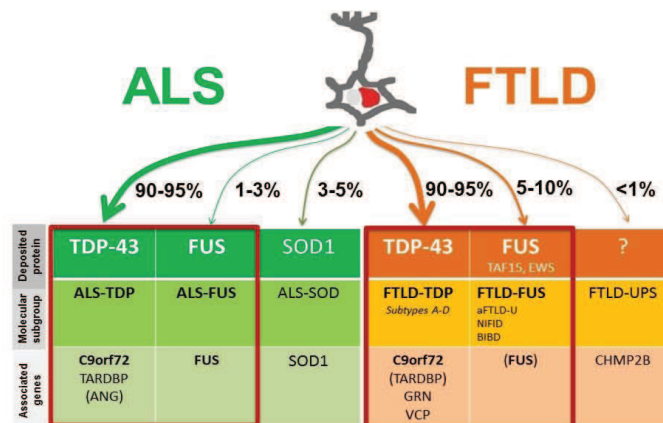 ALS
FTLD
90-95%
1-3%
3-5%
90-95%
5-10%
<1%
Deposited protein
TDP-43
FUS
SOD1
TDP-43
FUS
TAF15, EWS
?
Molecular subgroup
ALS-TDP
ALS-FUS
ALS-SOD
FTLD-TDP
Subtypes A-D
FTLD-FUS
aFTLD-U
NIFID
BIBD
FTLD-UPS
Associated genes
C9orf72
TARDBP
(ANG)
FUS
SOD1
C9orf72
(TARDBP)
GRN
VCP
(FUS)
CHMP2B